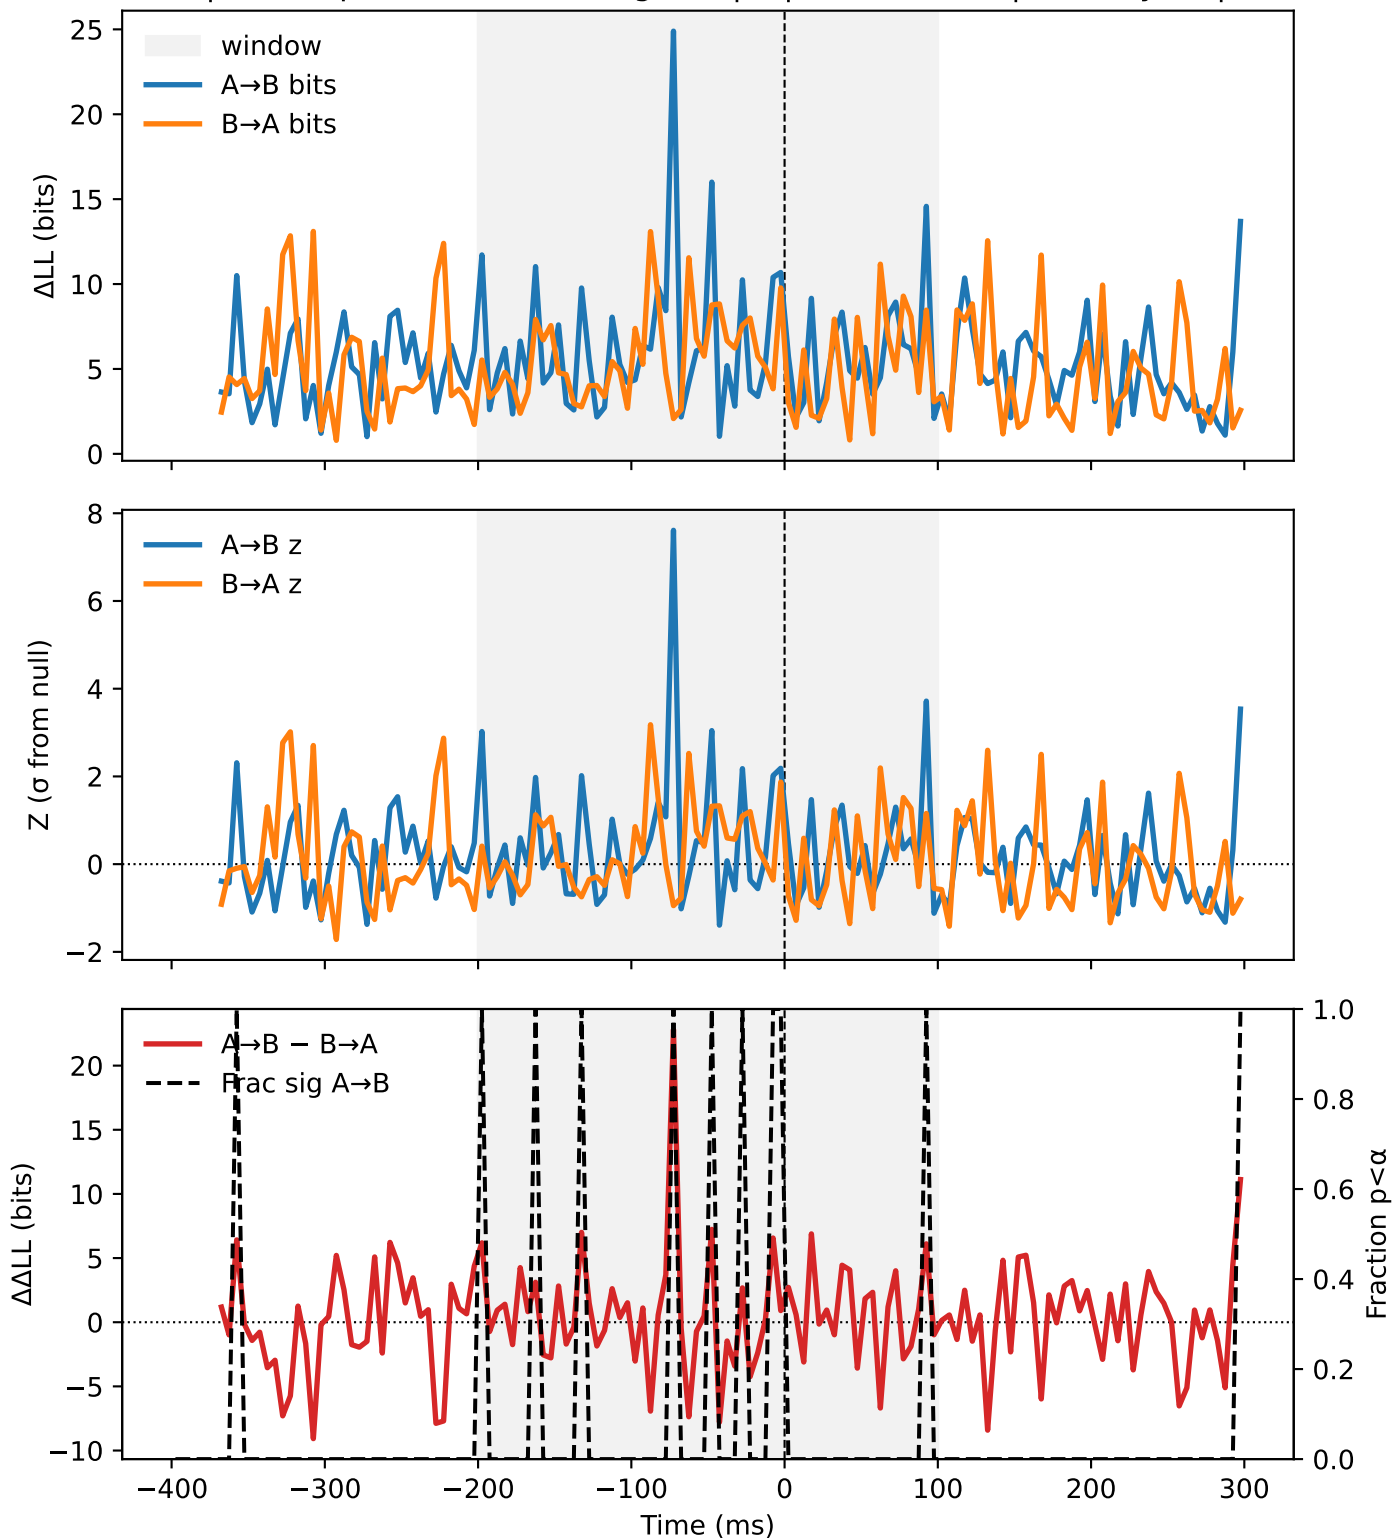 25
20
15
10
5
0
ΔLL (bits)
window
A→B bits
B→A bits
8
6
4
2
0
−2
Z (σ from null)
A→B z
B→A z
20
15
10
5
0
−5
−10
ΔΔLL (bits)
A→B − B→A
Frac sig A→B
1.0
0.8
0.6
0.4
0.2
0.0
Fraction p<α
−400
−300
−200
−100
0
100
200
300
Time (ms)